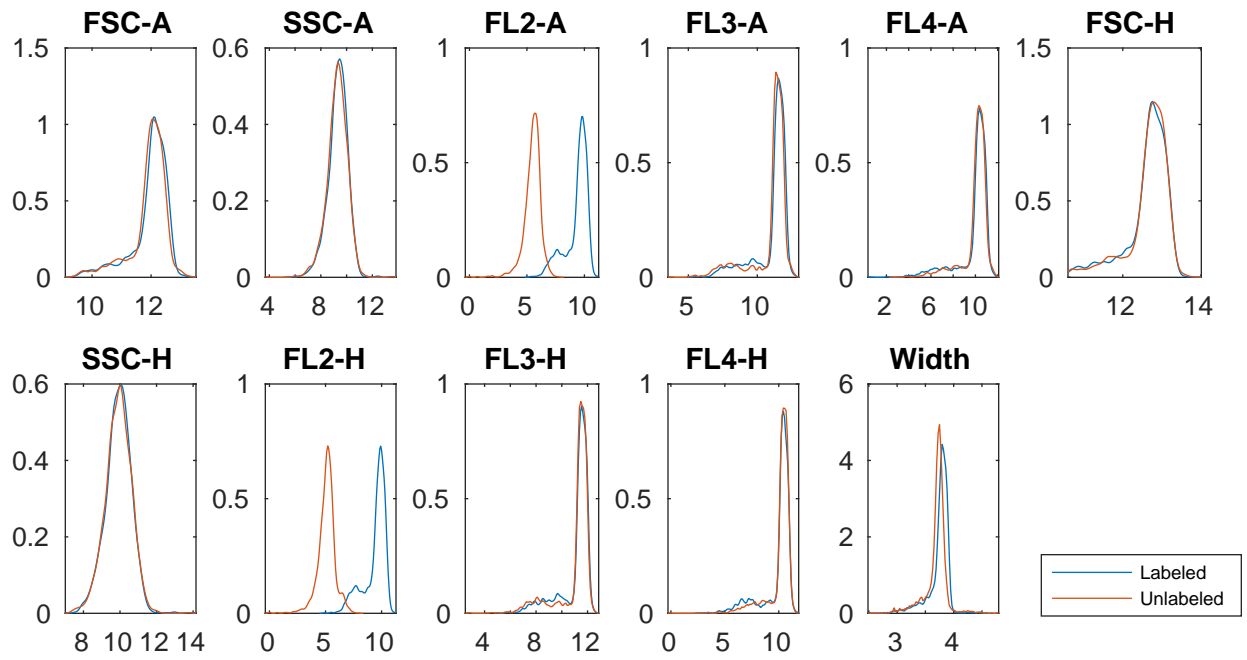 FSC-A SSC-A FL2-A FL3-A FL4-A FSC-H
1.5 0.6 1 1 1 1.5
1 0.4 0.5 0.5 0.5 1
0.5 0.2 0.5
0 0 0 0 0 0
10 12 4 6 8 10 12 0 5 10 5 10 2 6 10 12 14
SSC-H FL2-H FL3-H FL4-H Width
0.6 1 1 1 6
0.4 0.5 0.5 0.5 4
0.2 2
0 0 0 0 0
8 10 12 14 0 5 10 4 8 12 0 5 10 3 4
Labeled
Unlabeled